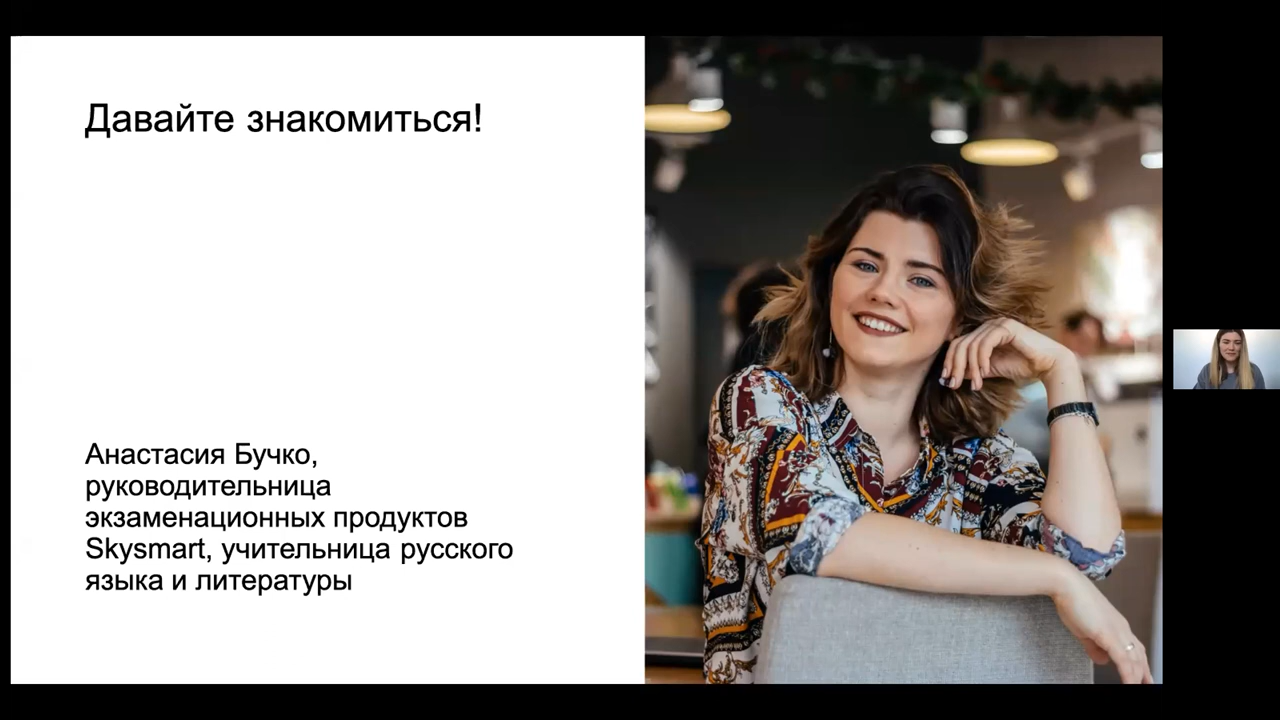 Давайте знакомиться!
Анастасия Бучко,
руководительница
экзаменационных продуктов
Skysmart, учительница русского
языка и литературы